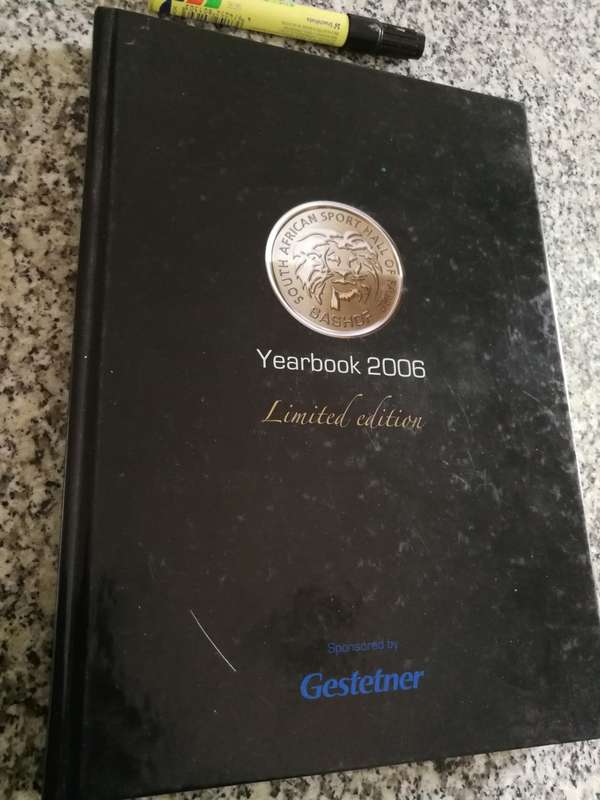 SOUTH AFRICAN SPORT HALL OF FAME
SASHOF
Yearbook 2006
Limited edition
Sponsored by
Gestetner